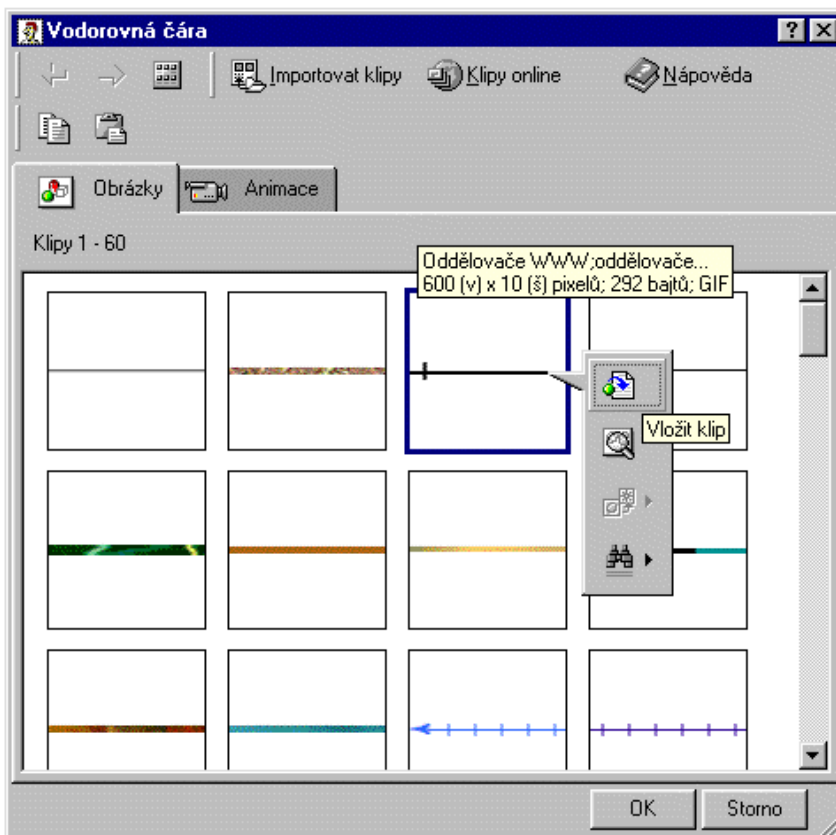 Vodorovná čára
Importovat klipy Klipy online Nápověda
Obrázky Animace
Klipy 1 - 60
Oddělovače WWW;oddělovače...
600 (v) x 10 (š) pixelů; 292 bajtů; GIF
Vložit klip
OK Storno